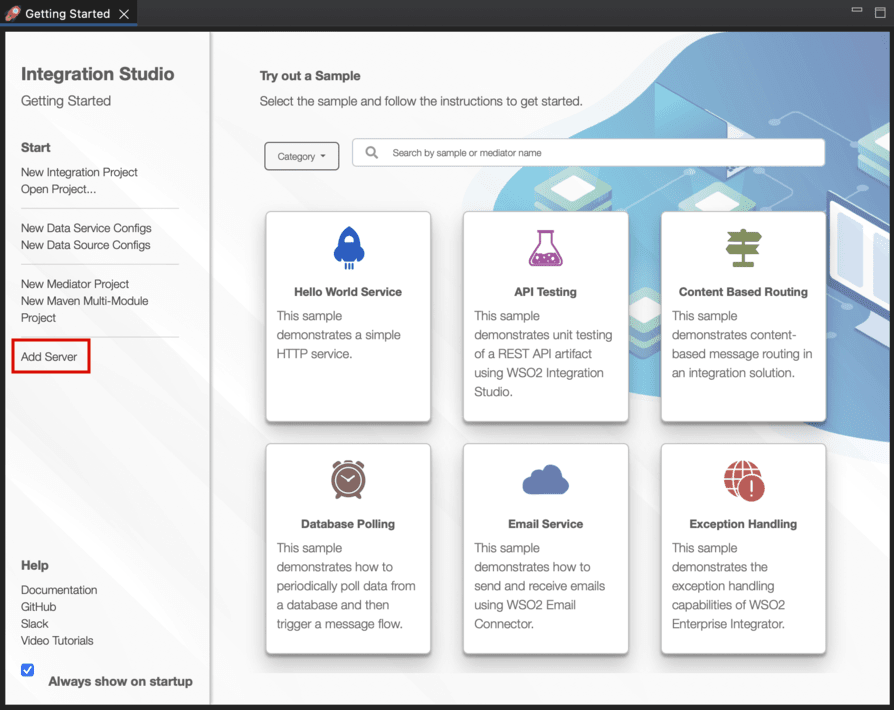 Getting Started
Integration Studio
Getting Started
Start
New Integration Project
Open Project...
New Data Service Configs
New Data Source Configs
New Mediator Project
New Maven Multi-Module
Project
Add Server
Help
Documentation
GitHub
Slack
Video Tutorials
Always show on startup
Try out a Sample
Select the sample and follow the instructions to get started.
Category
Search by sample or mediator name
Hello World Service
This sample
demonstrates a simple
HTTP service.
API Testing
This sample
demonstrates unit testing
of a REST API artifact
using WSO2 Integration
Studio.
Content Based Routing
This sample
demonstrates content-
based message routing in
an integration solution.
Database Polling
This sample
demonstrates how to
periodically poll data from
a database and then
trigger a message flow.
Email Service
This sample
demonstrates how to
send and receive emails
using WSO2 Email
Connector.
Exception Handling
This sample
demonstrates the
exception handling
capabilities of WSO2
Enterprise Integrator.